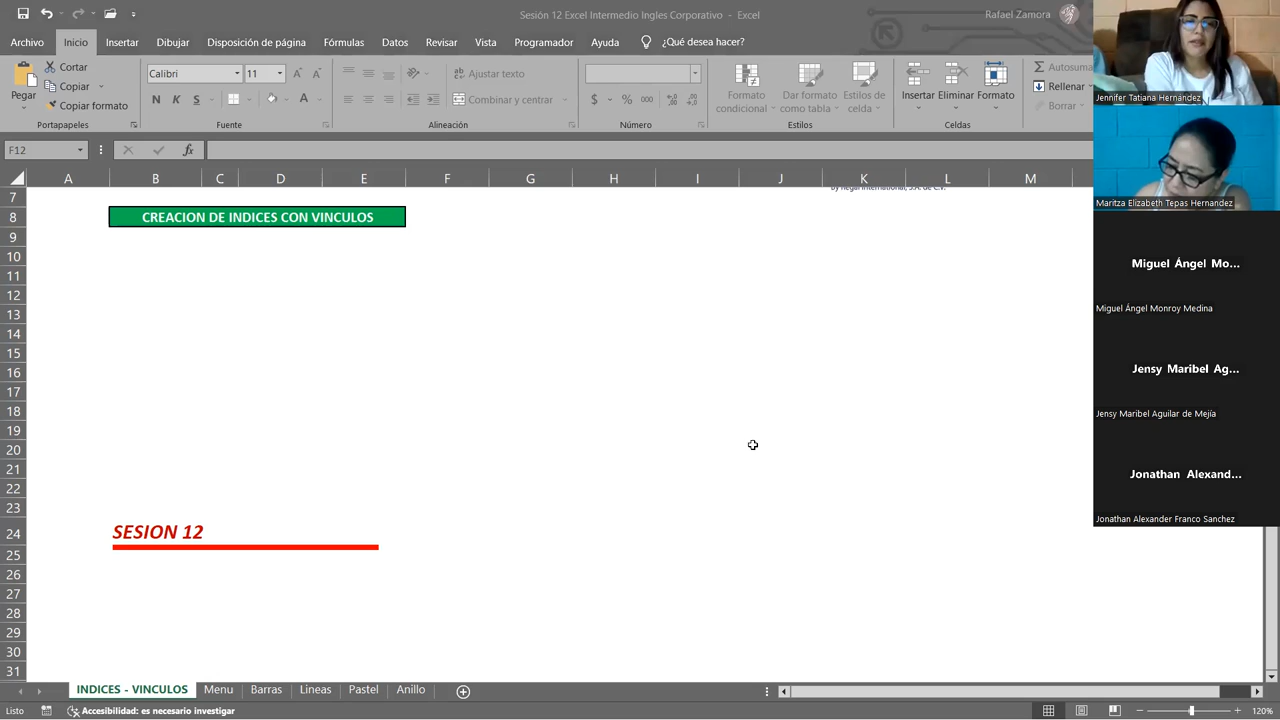 Sesión 12 Excel Intermedio Ingles Corporativo - Excel
Rafael Zamora
Archivo Inicio Insertar Dibujar Disposición de página Fórmulas Datos Revisar Vista Programador Ayuda ¿Qué desea hacer?
Pegar
Cortar
Copiar
Copiar formato
Portapapeles
Calibri 11
N K S
Fuente
Ajustar texto
Combinar y centrar
Alineación
$ % 000
Número
Formato condicional
Dar formato como tabla
Estilos de celda
Estilos
Insertar Eliminar Formato
Celdas
Autosuma
Rellenar
Borrar
F12
fx
A B C D E F G H I J K L M
7
8
9
10
11
12
13
14
15
16
17
18
19
20
21
22
23
24
25
26
27
28
29
30
31
by Regal International, S.A. de C.V.
CREACION DE INDICES CON VINCULOS
SESION 12
INDICES - VINCULOS Menu Barras Lineas Pastel Anillo
Listo
Accesibilidad: es necesario investigar
120%
Jennifer Tatiana Hernández
Maritza Elizabeth Tepas Hernandez
Miguel Ángel Mo...
Miguel Ángel Monroy Medina
Jensy Maribel Ag...
Jensy Maribel Aguilar de Mejía
Jonathan Alexand...
Jonathan Alexander Franco Sanchez